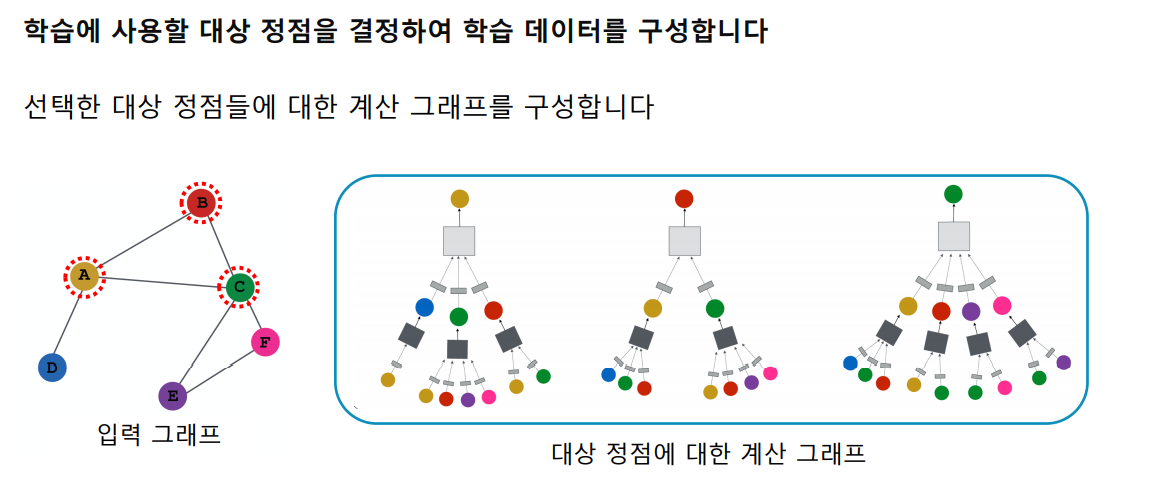 학습에 사용할 대상 정점을 결정하여 학습 데이터를 구성합니다
선택한 대상 정점들에 대한 계산 그래프를 구성합니다
B
A
C
F
D
E
입력 그래프
대상 정점에 대한 계산 그래프